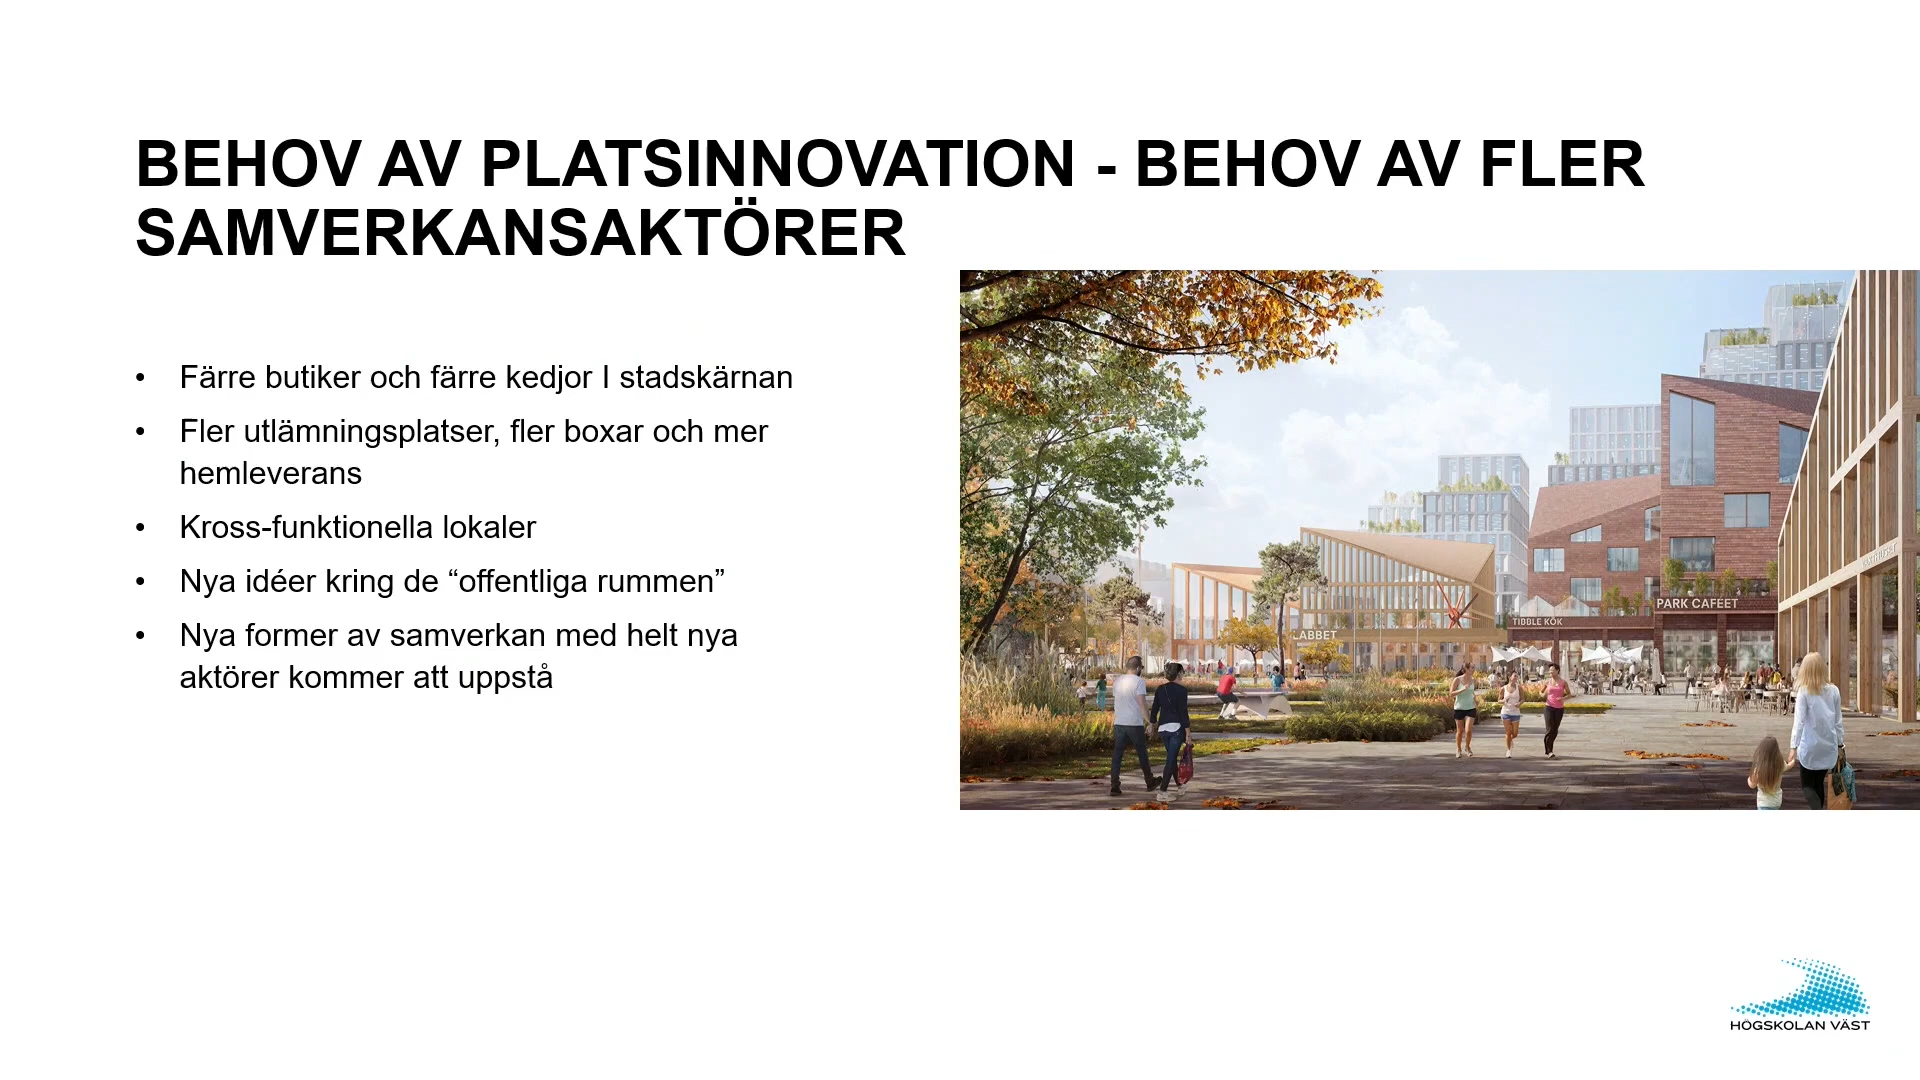 BEHOV AV PLATSINNOVATION - BEHOV AV FLER
SAMVERKANSAKTÖRER
• Färre butiker och färre kedjor I stadskärnan
• Fler utlämningsplatser, fler boxar och mer
hemleverans
• Kross-funktionella lokaler
• Nya idéer kring de “offentliga rummen”
• Nya former av samverkan med helt nya
aktörer kommer att uppstå
PARK CAFÉET
TIBBLE KÖK
LABBET
HÖGSKOLAN VÄST